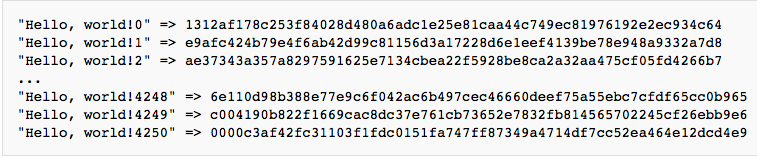 "Hello, world!0" => 1312af178c253f84028d480a6adc1e25e81caa44c749ec81976192e2ec934c64
"Hello, world!1" => e9afc424b79e4f6ab42d99c81156d3a17228d6e1eef4139be78e948a9332a7d8
"Hello, world!2" => ae37343a357a8297591625e7134cbea22f5928be8ca2a32aa475cf05fd4266b7
...
"Hello, world!4248" => 6e110d98b388e77e9c6f042ac6b497cec46660deef75a55ebc7cfdf65cc0b965
"Hello, world!4249" => c004190b822f1669cac8dc37e761cb73652e7832fb814565702245cf26ebb9e6
"Hello, world!4250" => 0000c3af42fc31103f1fdc0151fa747ff87349a4714df7cc52ea464e12dcd4e9